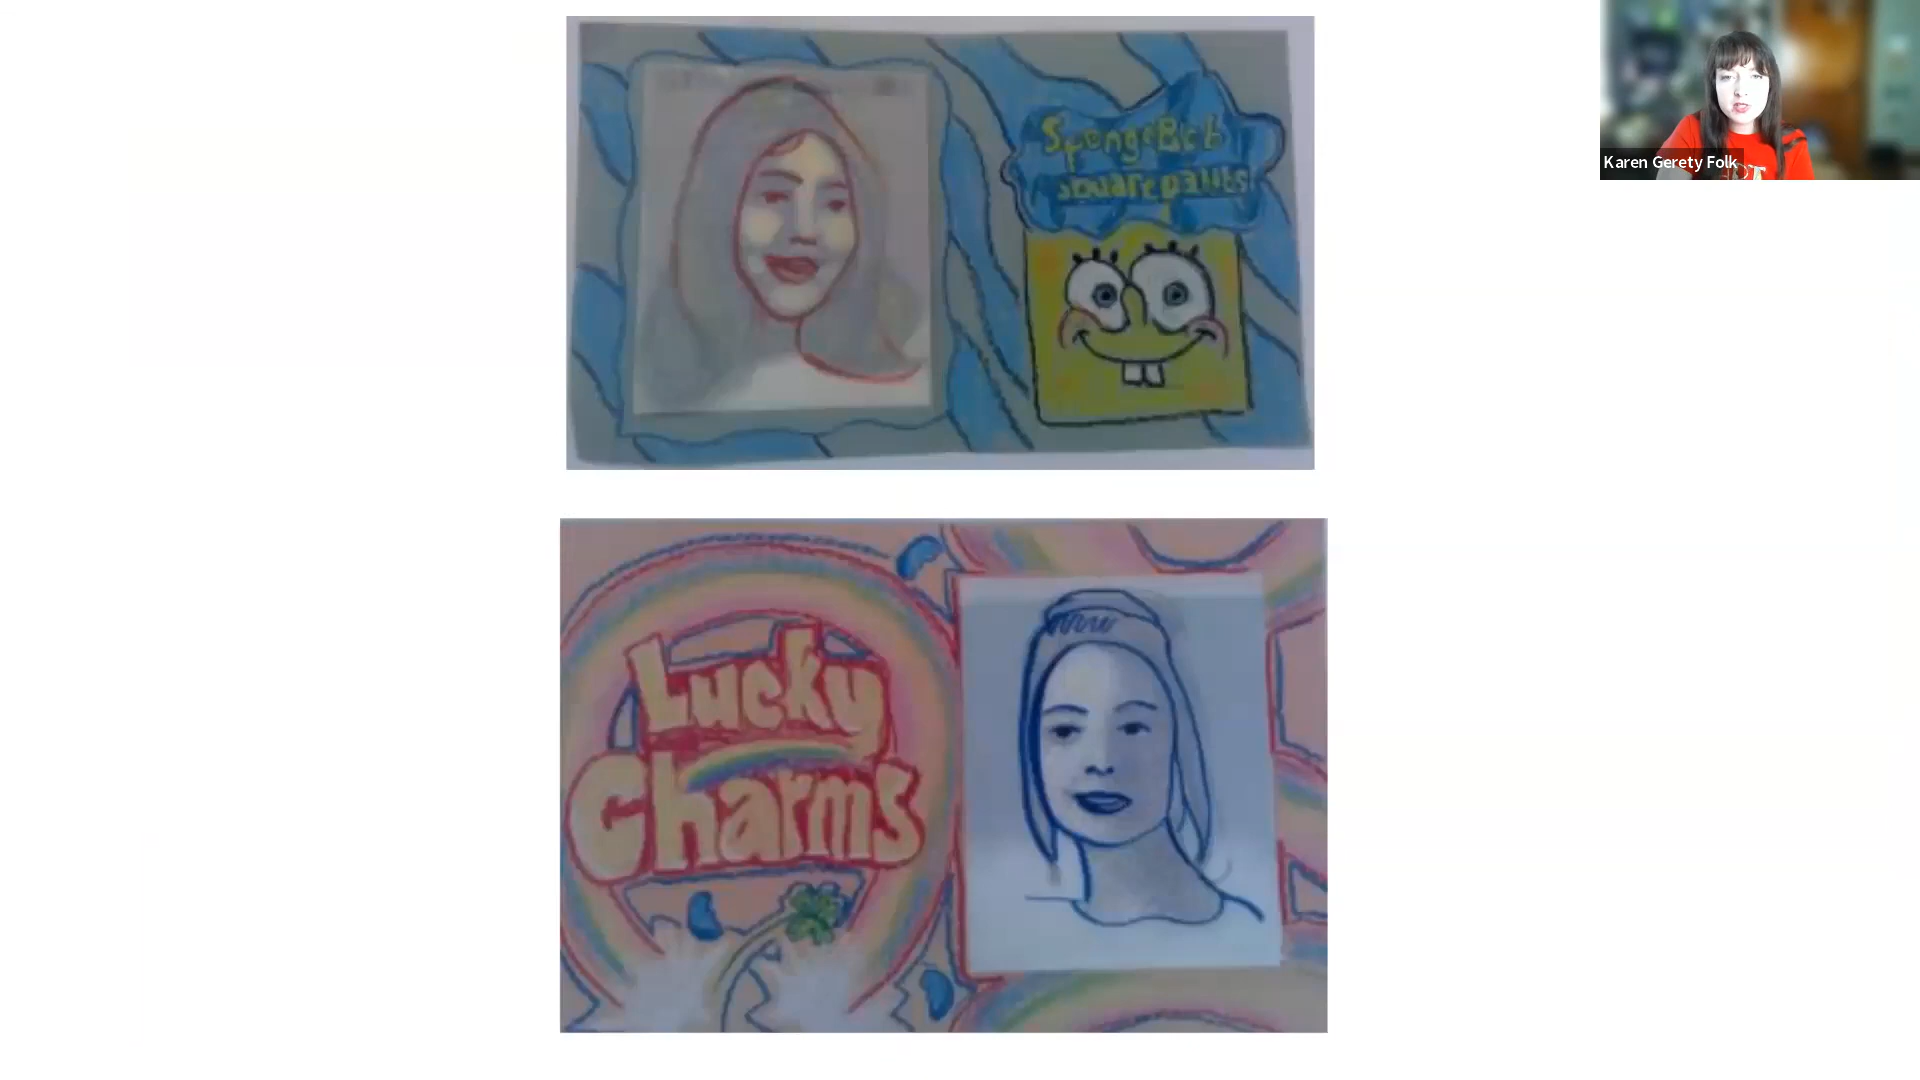 SpongeBob
squarepants
Karen Gerety Folk
Lucky
Charms